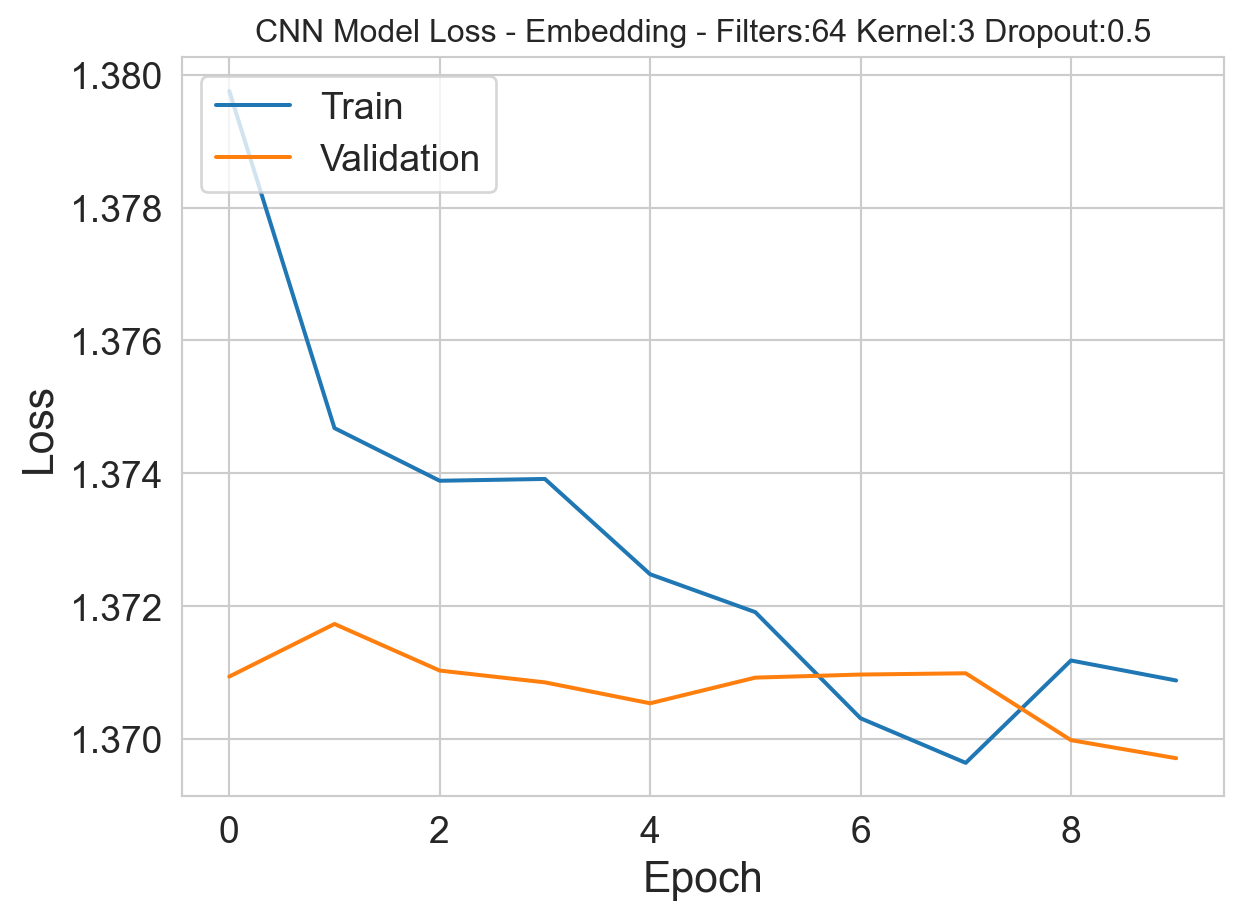 CNN Model Loss - Embedding - Filters:64 Kernel:3 Dropout:0.5
Train
Validation
1.380
1.378
1.376
1.374
1.372
1.370
Loss
0 2 4 6 8
Epoch